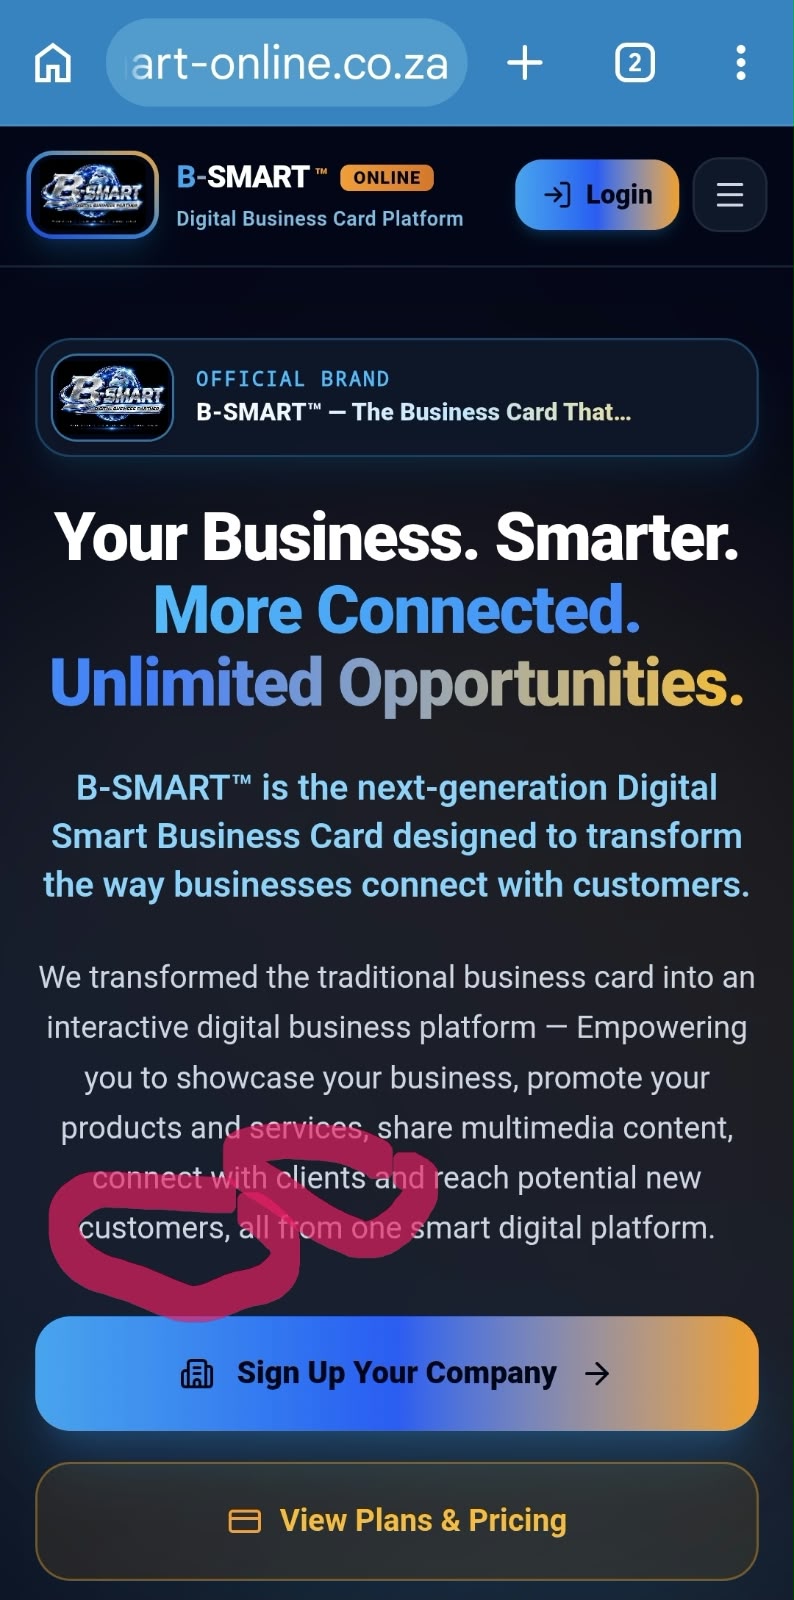 art-online.co.za
2
B-SMART
B-SMART™ ONLINE
Digital Business Card Platform
Login
B-SMART
OFFICIAL BRAND
B-SMART™ — The Business Card That...
Your Business. Smarter.
More Connected.
Unlimited Opportunities.
B-SMART™ is the next-generation Digital
Smart Business Card designed to transform
the way businesses connect with customers.
We transformed the traditional business card into an
interactive digital business platform — Empowering
you to showcase your business, promote your
products and services, share multimedia content,
connect with clients and reach potential new
customers, all from one smart digital platform.
Sign Up Your Company
View Plans & Pricing